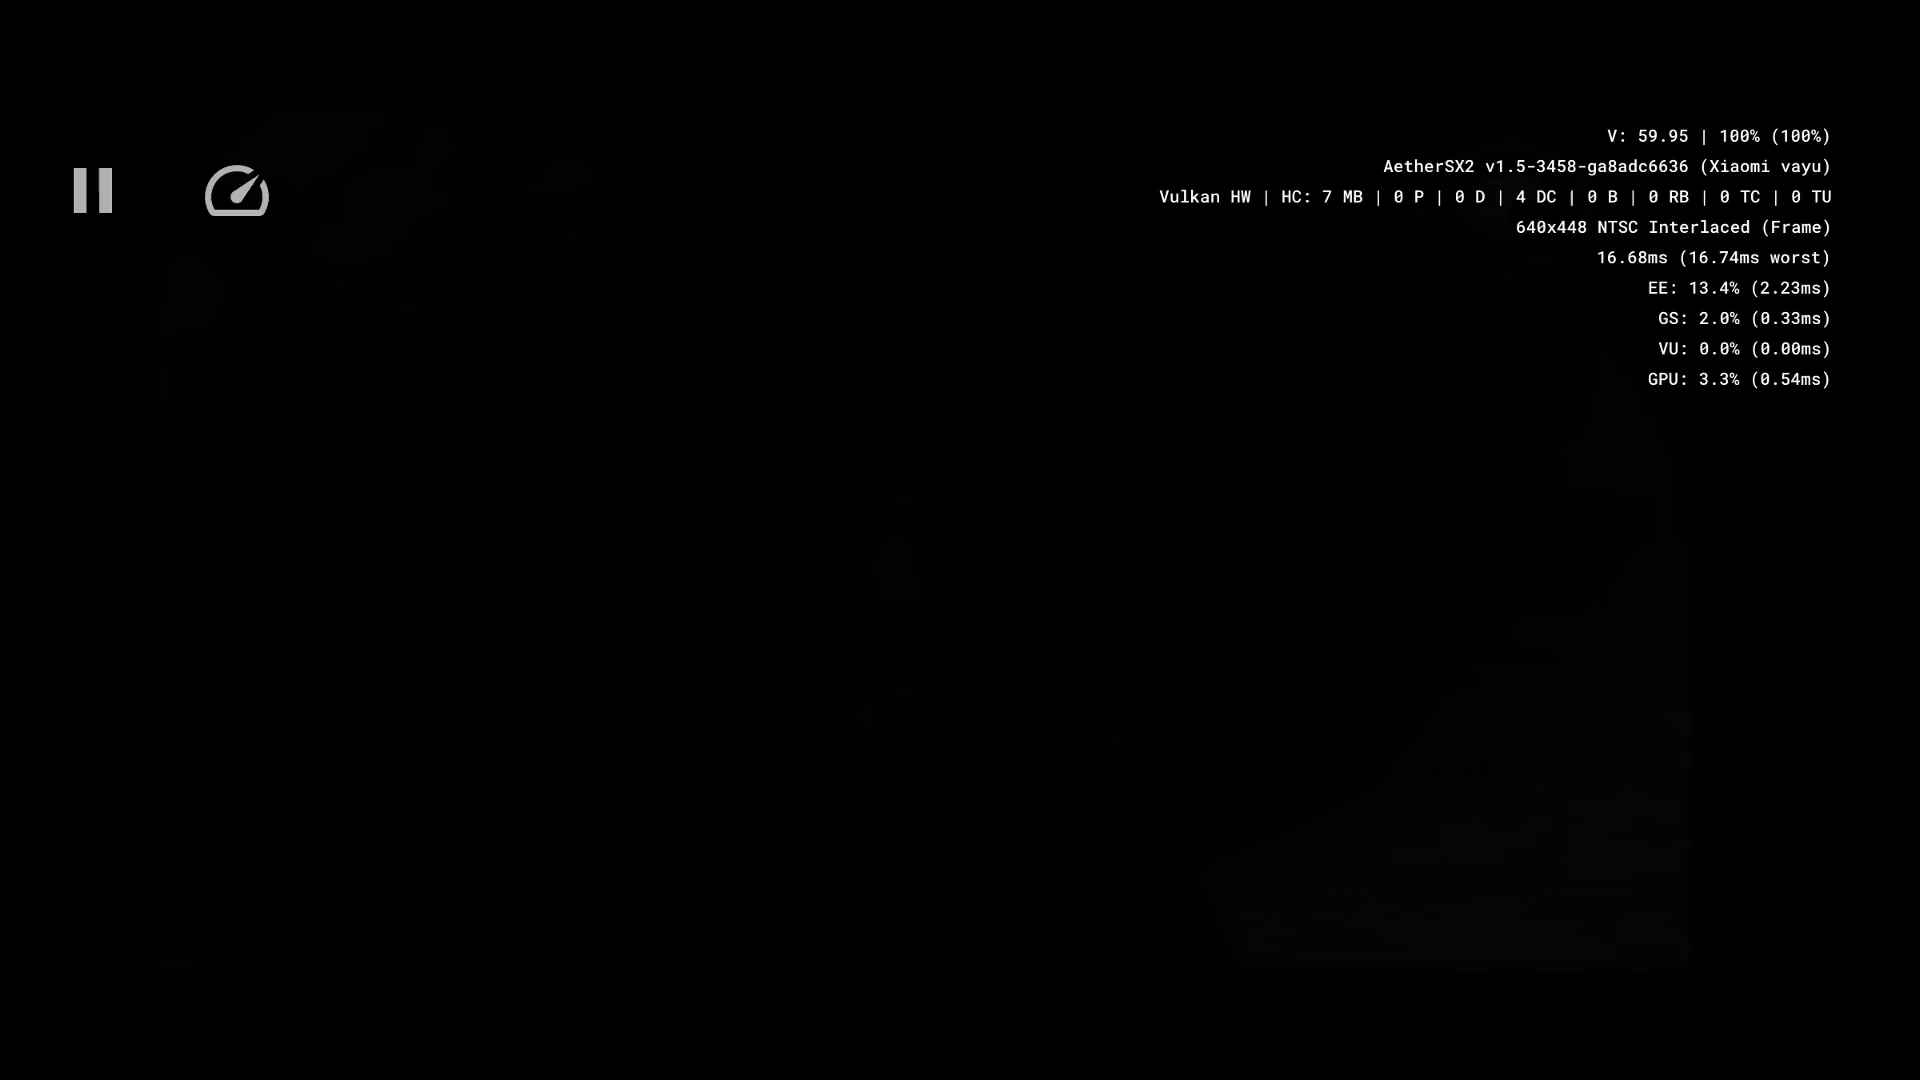 V: 59.95 | 100% (100%)
AetherSX2 v1.5-3458-ga8adc6636 (Xiaomi vayu)
Vulkan HW | HC: 7 MB | 0 P | 0 D | 4 DC | 0 B | 0 RB | 0 TC | 0 TU
640x448 NTSC Interlaced (Frame)
16.68ms (16.74ms worst)
EE: 13.4% (2.23ms)
GS: 2.0% (0.33ms)
VU: 0.0% (0.00ms)
GPU: 3.3% (0.54ms)